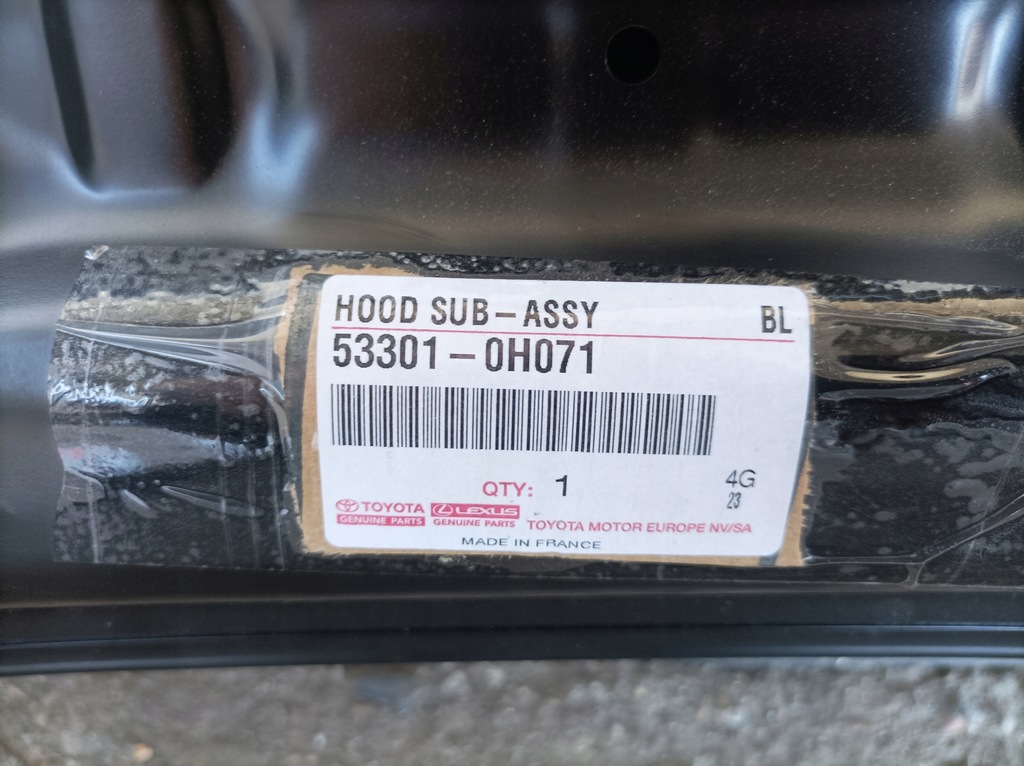 HOOD SUB-ASSY BL
53301-0H071
QTY: 1 4G
23
TOYOTA LEXUS
GENUINE PARTS GENUINE PARTS TOYOTA MOTOR EUROPE NV/SA
MADE IN FRANCE